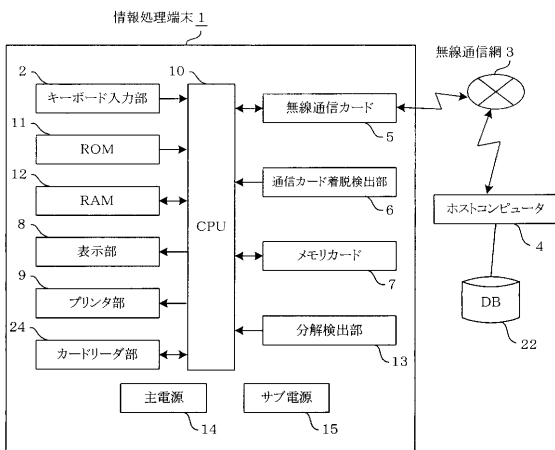 情報処理端末 1
無線通信網 3
2
キーボード入力部
10
CPU
無線通信カード
5
11
ROM
12
RAM
通信カード着脱検出部
6
ホストコンピュータ
4
8
表示部
メモリカード
7
9
プリンタ部
DB
22
24
カードリーダ部
分解検出部
13
主電源
14
サブ電源
15